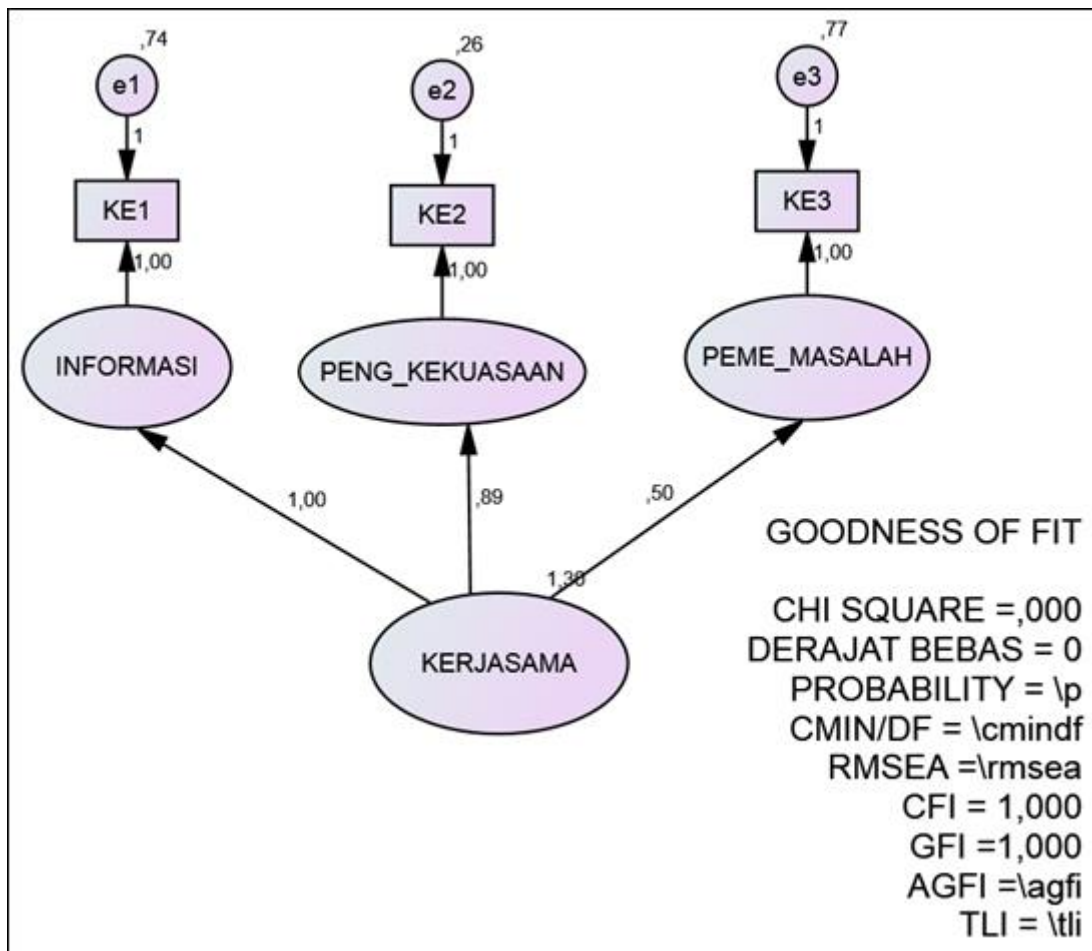 ,74
,26
,77
e1
e2
e3
1
1
1
KE1
KE2
KE3
1,00
1,00
1,00
INFORMASI
PENG_KEKUASAAN
PEME_MASALAH
1,00
,89
,50
1,30
KERJASAMA
GOODNESS OF FIT
CHI SQUARE =,000
DERAJAT BEBAS = 0
PROBABILITY = \p
CMIN/DF = \cmindf
RMSEA =\rmsea
CFI = 1,000
GFI =1,000
AGFI =\agfi
TLI = \tli